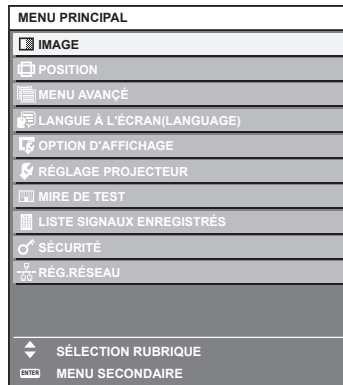 MENU PRINCIPAL
IMAGE
POSITION
MENU AVANÇÉ
LANGUE À L'ÉCRAN(LANGUAGE)
OPTION D'AFFICHAGE
RÉGLAGE PROJECTEUR
MIRE DE TEST
LISTE SIGNAUX ENREGISTRÉS
SÉCURITÉ
RÉG.RÉSEAU
SÉLECTION RUBRIQUE
ENTER MENU SECONDAIRE